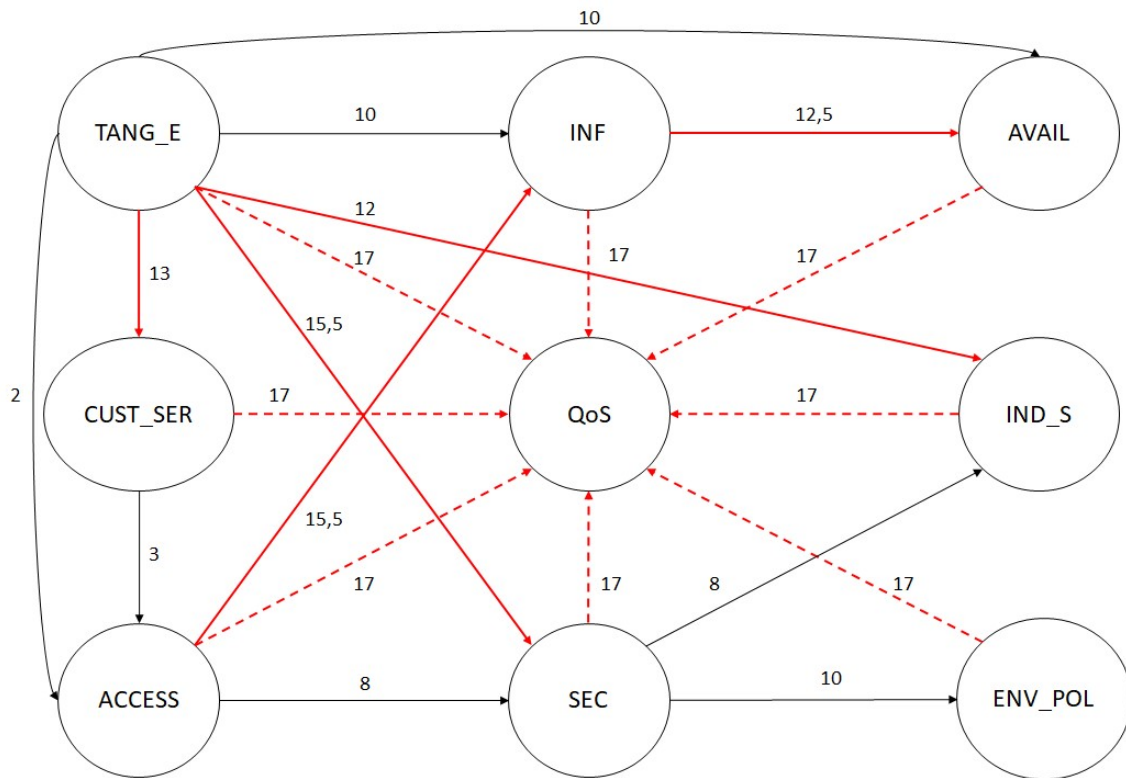 10
TANG_E
10
INF
12,5
AVAIL
12
17
17
17
13
15,5
2
CUST_SER
17
QoS
17
IND_S
15,5
3
17
17
8
17
ACCESS
8
SEC
10
ENV_POL